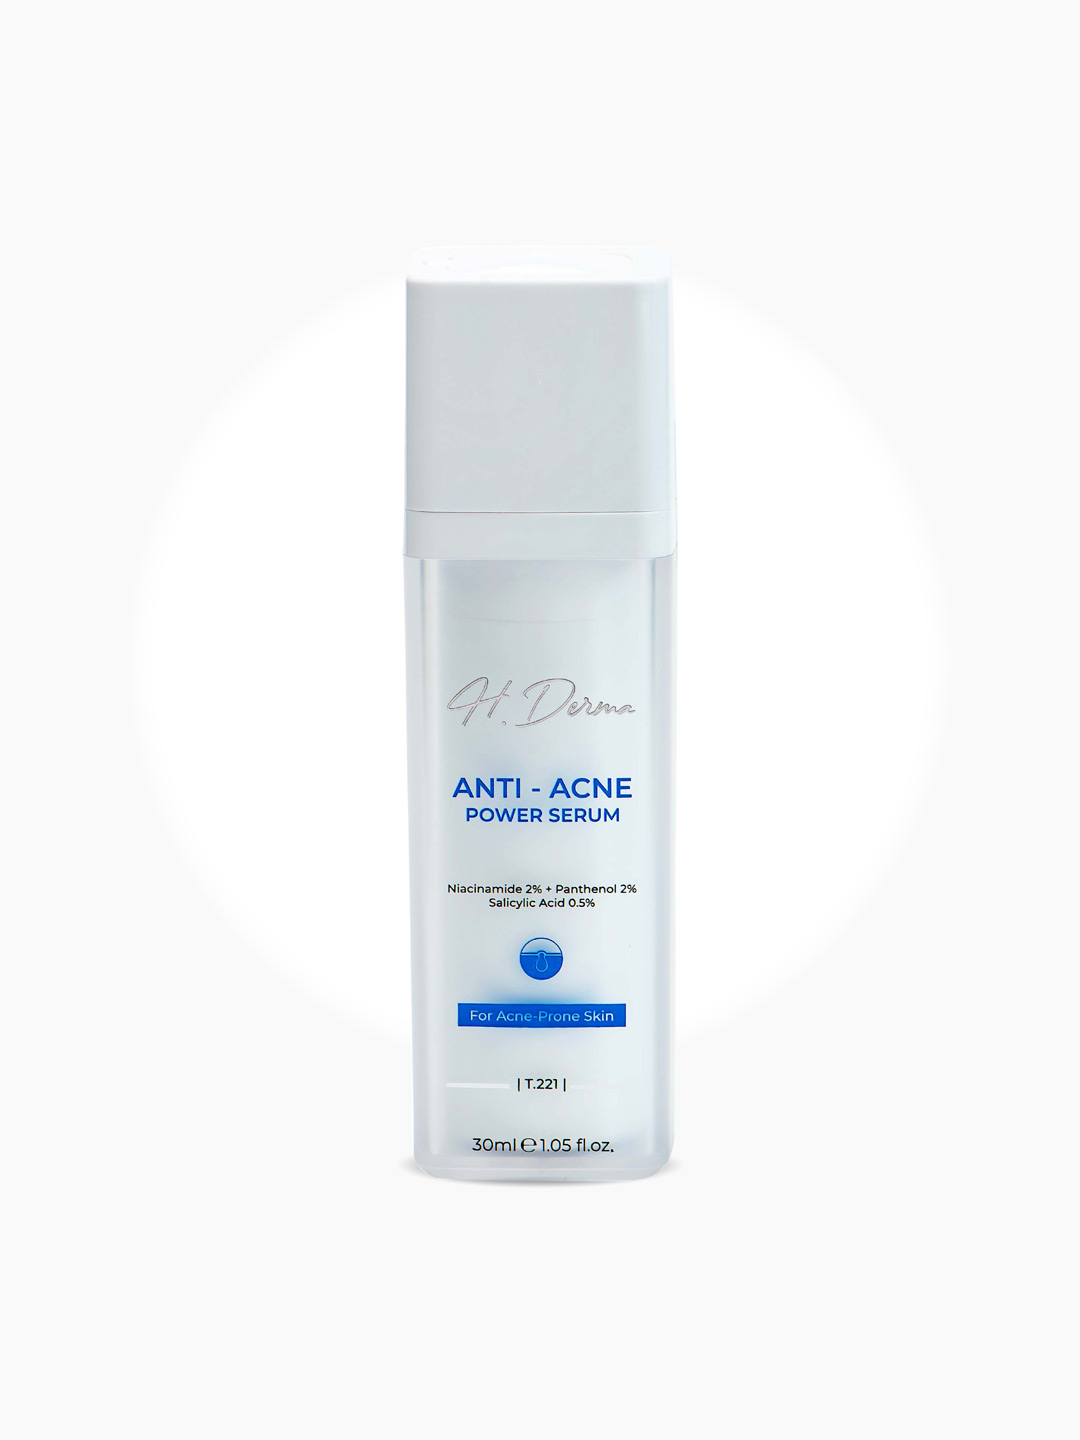 H. Derma
ANTI - ACNE
POWER SERUM
Niacinamide 2% + Panthenol 2%
Salicylic Acid 0.5%
For Acne-Prone Skin
| T.221 |
30ml ℮ 1.05 fl.oz.